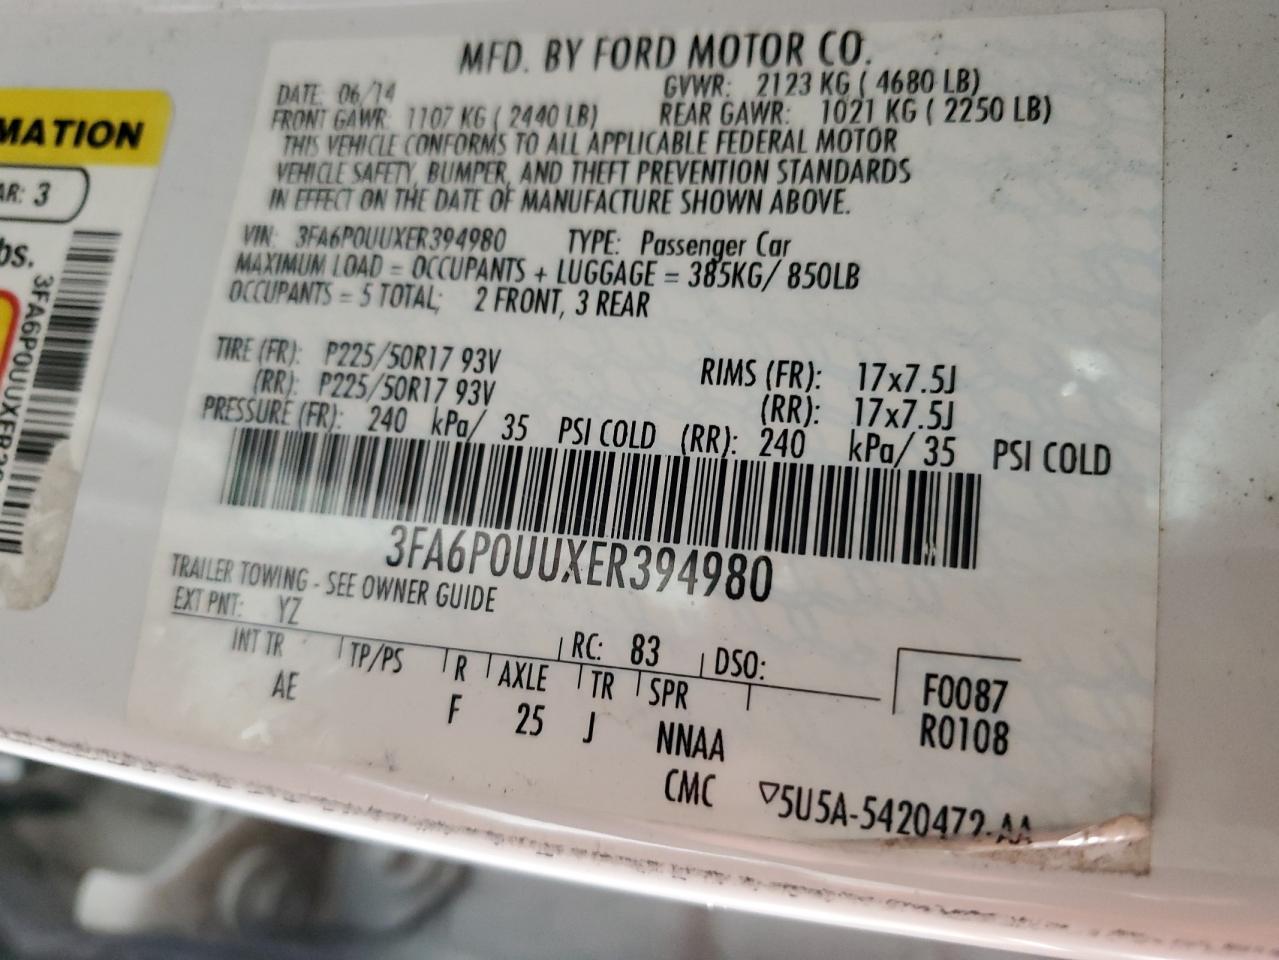 MATION
AR: 3
bs.
3FA6P0UUXER39
MFD. BY FORD MOTOR CO.
DATE: 06/14 GVWR: 2123 KG ( 4680 LB)
FRONT GAWR: 1107 KG ( 2440 LB) REAR GAWR: 1021 KG ( 2250 LB)
THIS VEHICLE CONFORMS TO ALL APPLICABLE FEDERAL MOTOR
VEHICLE SAFETY, BUMPER, AND THEFT PREVENTION STANDARDS
IN EFFECT ON THE DATE OF MANUFACTURE SHOWN ABOVE.
VIN: 3FA6P0UUXER394980 TYPE: Passenger Car
MAXIMUM LOAD = OCCUPANTS + LUGGAGE = 385KG/ 850LB
OCCUPANTS = 5 TOTAL; 2 FRONT, 3 REAR
TIRE (FR): P225/50R17 93V RIMS (FR): 17x7.5J
(RR): P225/50R17 93V (RR): 17x7.5J
PRESSURE (FR): 240 kPa/ 35 PSI COLD (RR): 240 kPa/ 35 PSI COLD
3FA6P0UUXER394980
TRAILER TOWING - SEE OWNER GUIDE
EXT PNT: YZ RC: 83 DSO:
INT TR TP/PS R AXLE TR SPR F0087
AE F 25 J NNAA R0108
CMC ▽5U5A-5420472-AA